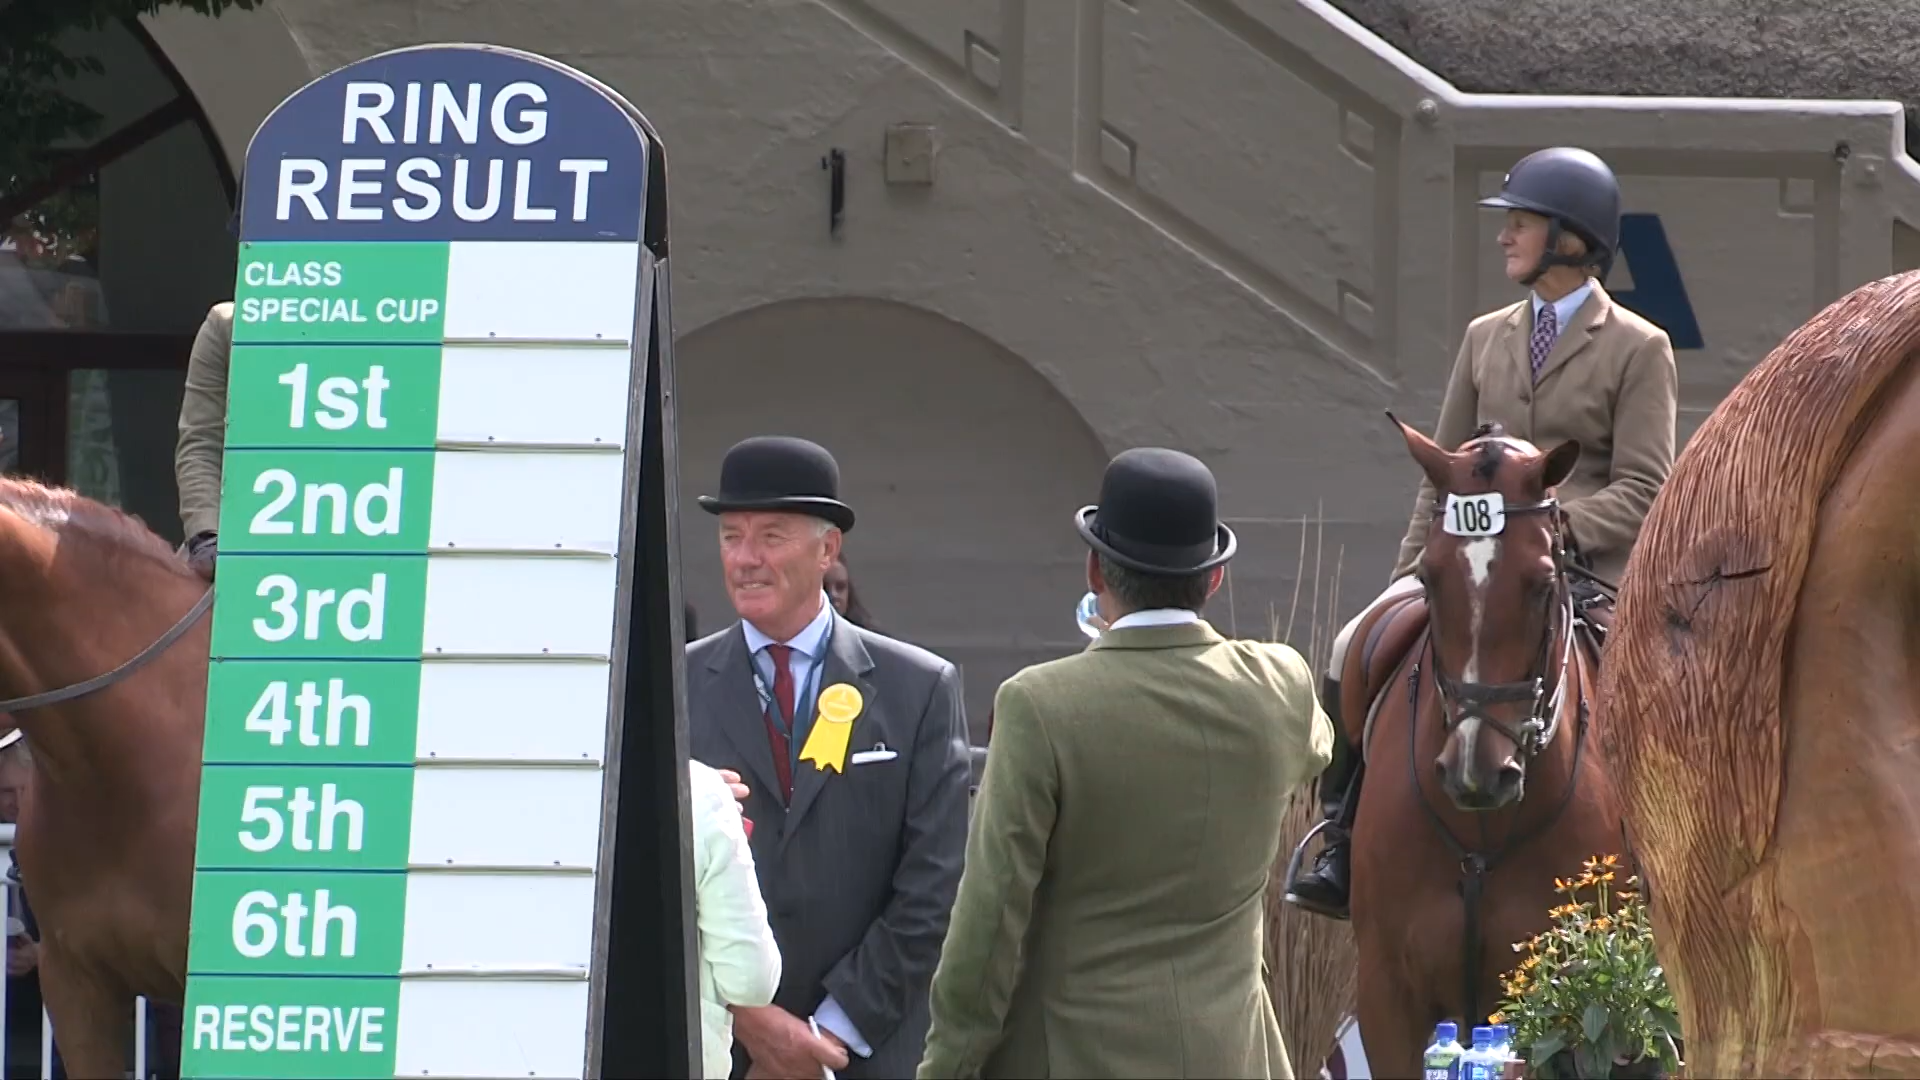 RING
RESULT
CLASS
SPECIAL CUP
1st
2nd
3rd
4th
5th
6th
RESERVE
108
A